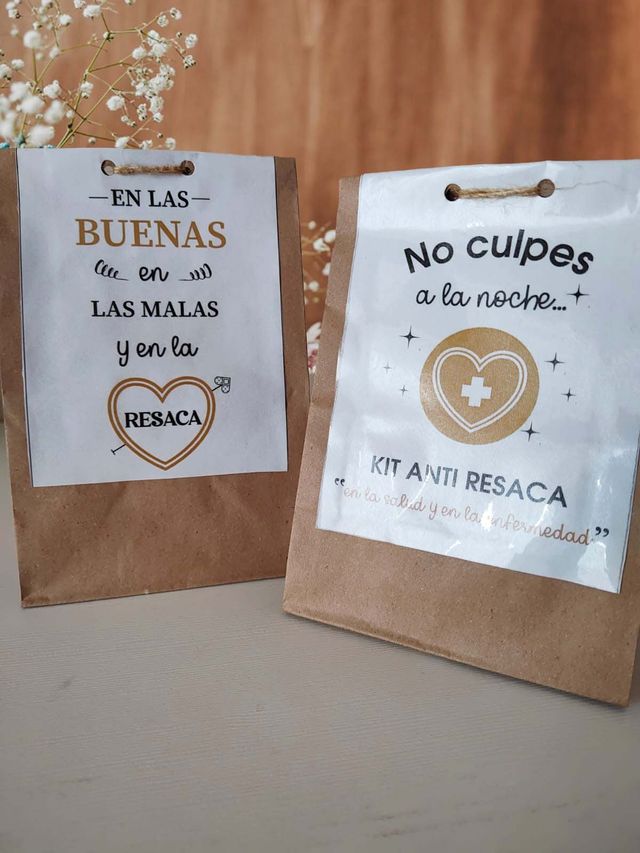 EN LAS
BUENAS
en
LAS MALAS
y en la
RESACA
No culpes
a la noche...
KIT ANTI RESACA
“en la salud y en la enfermedad”